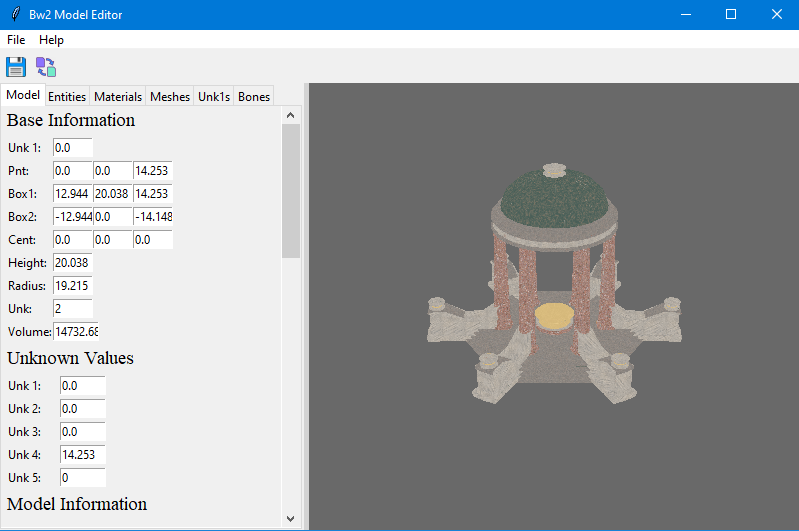 Bw2 Model Editor
File Help
Model Entities Materials Meshes Unk1s Bones
Base Information
Unk 1: 0.0
Pnt: 0.0 0.0 14.253
Box1: 12.944 20.038 14.253
Box2: -12.944 0.0 -14.148
Cent: 0.0 0.0 0.0
Height: 20.038
Radius: 19.215
Unk: 2
Volume: 14732.68
Unknown Values
Unk 1: 0.0
Unk 2: 0.0
Unk 3: 0.0
Unk 4: 14.253
Unk 5: 0
Model Information